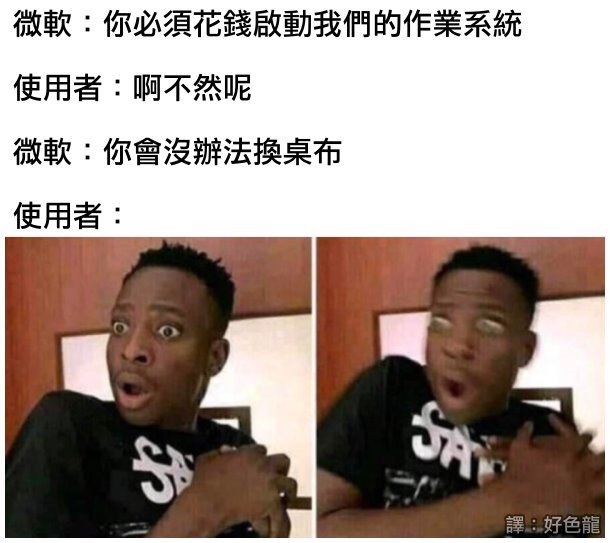 微軟：你必須花錢啟動我們的作業系統
使用者：啊不然呢
微軟：你會沒辦法換桌布
使用者：
譯：好色龍